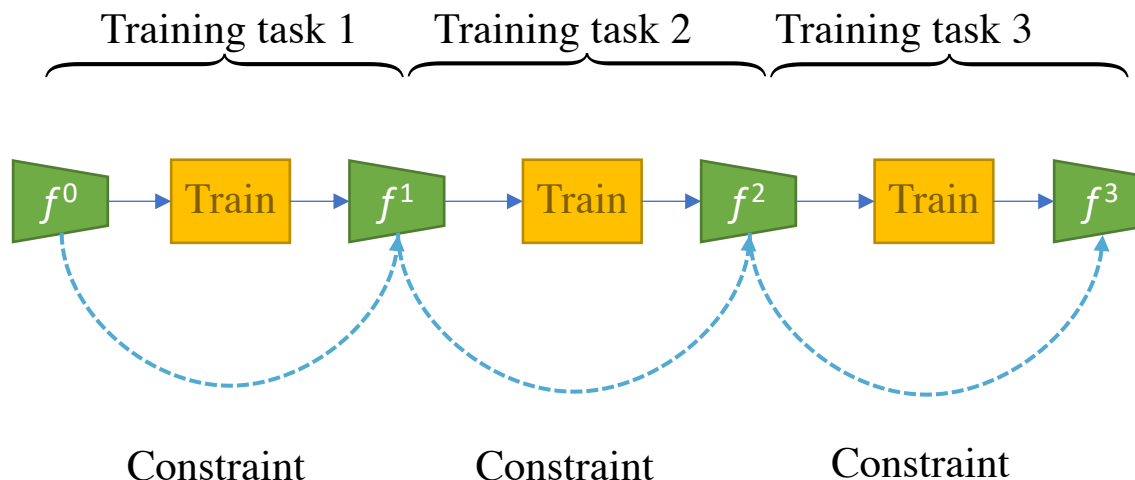 Training task 1
Training task 2
Training task 3
f⁰
Train
f¹
Train
f²
Train
f³
Constraint
Constraint
Constraint